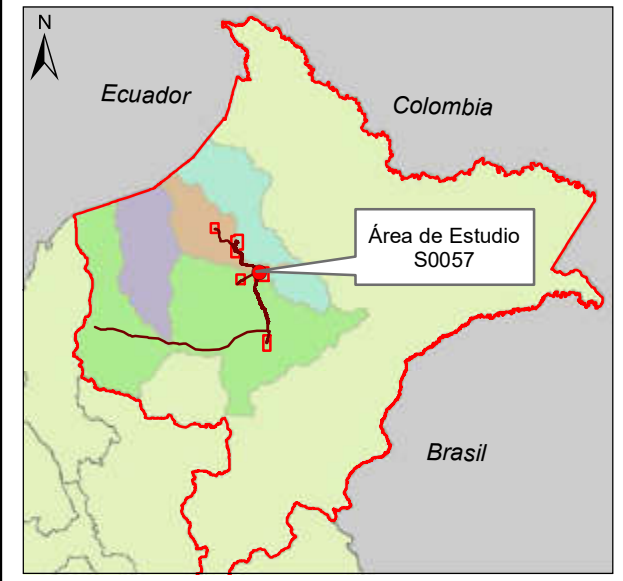 N
Ecuador
Colombia
Área de Estudio
S0057
Brasil